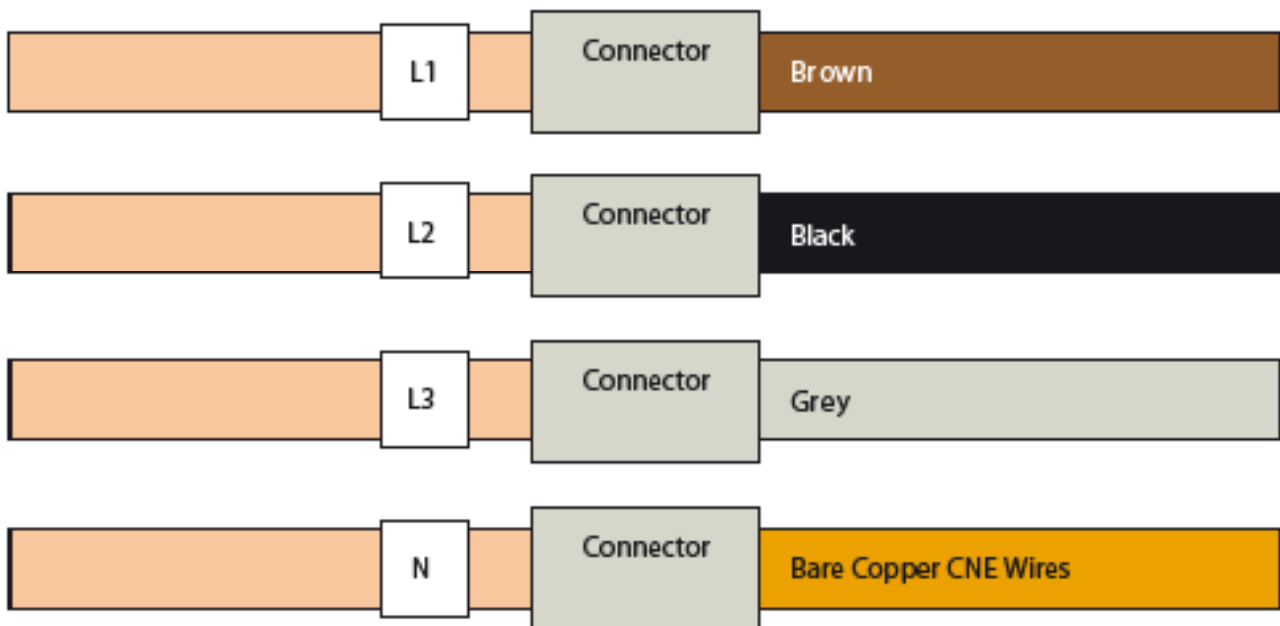 L1 Connector Brown
L2 Connector Black
L3 Connector Grey
N Connector Bare Copper CNE Wires